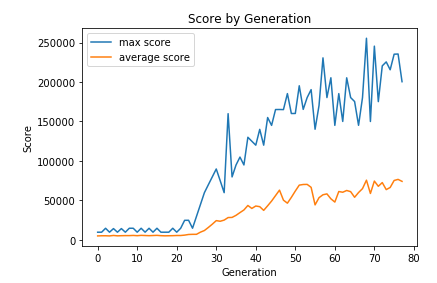 Score by Generation
max score
average score
250000
200000
150000
100000
50000
0
Score
0 10 20 30 40 50 60 70 80
Generation